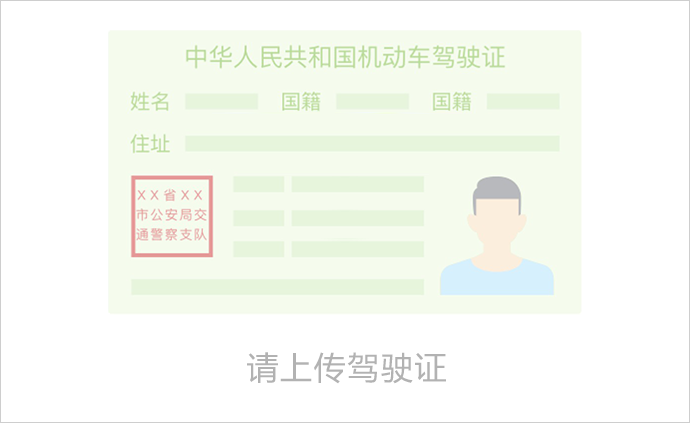 中华人民共和国机动车驾驶证
姓名 国籍 国籍
住址
XX省XX
市公安局交
通警察支队
请上传驾驶证